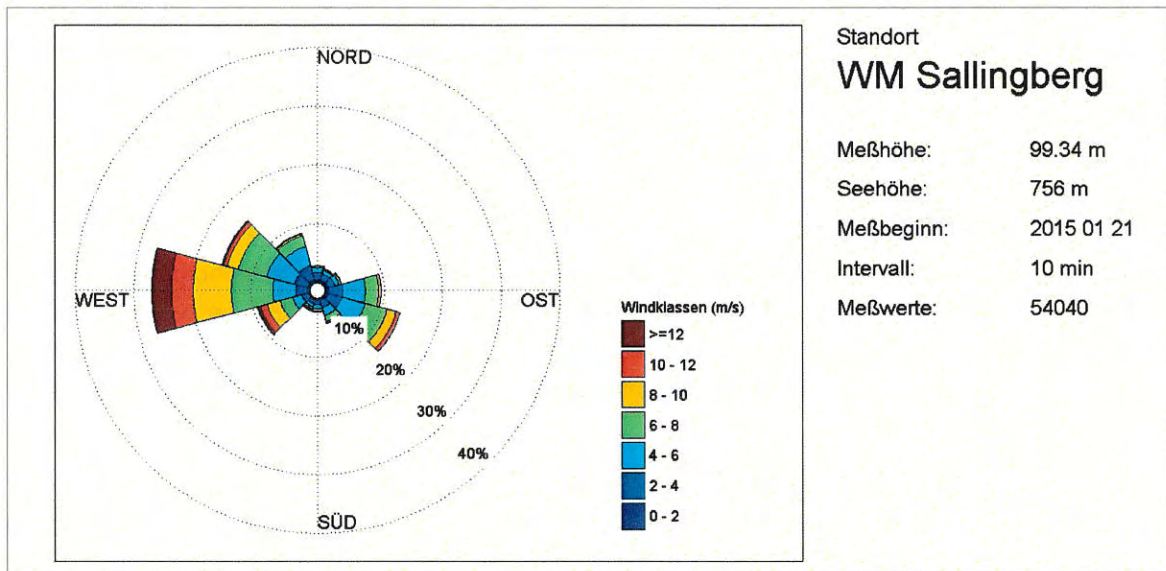 NORD
WEST
OST
SÜD
10%
20%
30%
40%
Windklassen (m/s)
>=12
10 - 12
8 - 10
6 - 8
4 - 6
2 - 4
0 - 2
Standort
WM Sallingberg
Meßhöhe: 99.34 m
Seehöhe: 756 m
Meßbeginn: 2015 01 21
Intervall: 10 min
Meßwerte: 54040